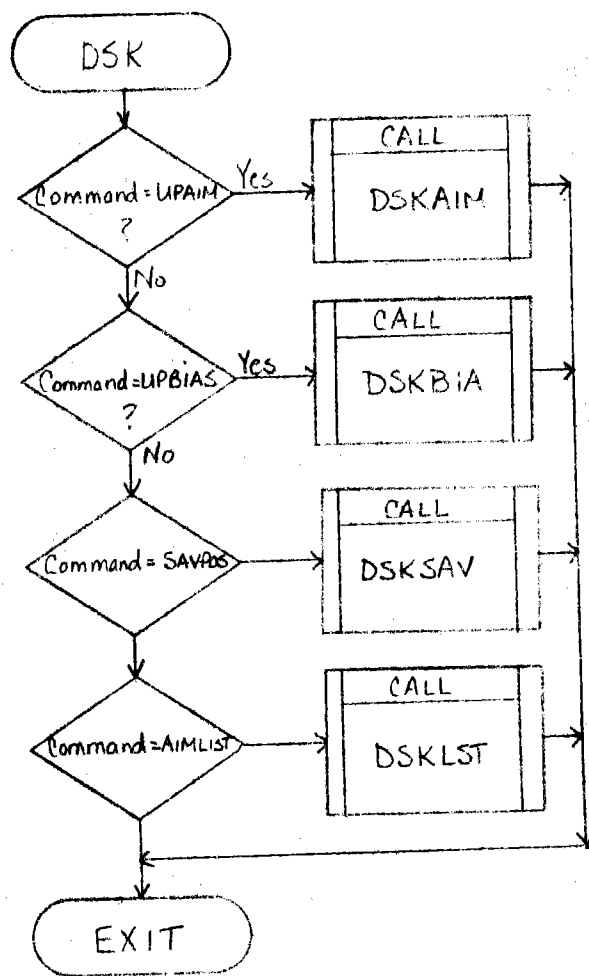 DSK
Command=UPAIM
?
Yes
No
CALL
DSKAIM
Command=UPBIAS
?
Yes
No
CALL
DSKBIA
Command=SAVPOS
CALL
DSKSAV
Command=AIMLIST
CALL
DSKLST
EXIT